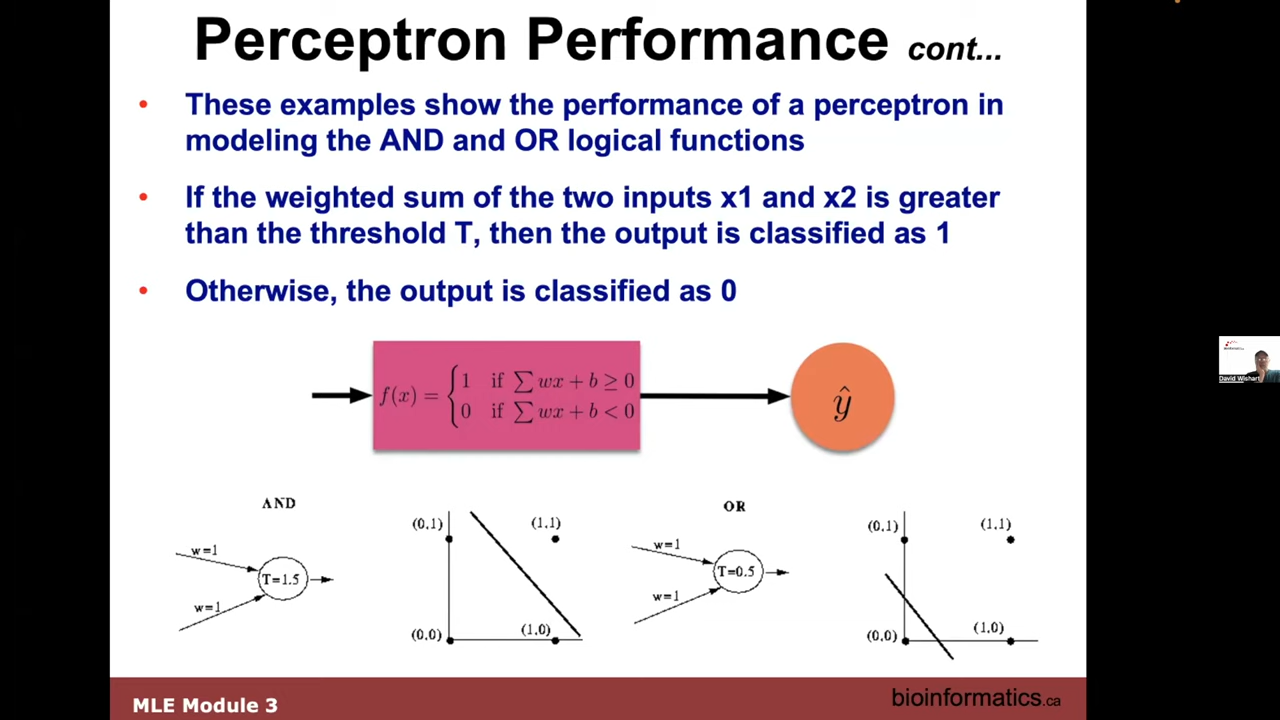 Perceptron Performance cont...
• These examples show the performance of a perceptron in
modeling the AND and OR logical functions
• If the weighted sum of the two inputs x1 and x2 is greater
than the threshold T, then the output is classified as 1
• Otherwise, the output is classified as 0
f(x) = { 1 if ∑ wx + b ≥ 0
0 if ∑ wx + b < 0
ŷ
AND
w=1
w=1
T=1.5
(0,1)
(1,1)
(0,0)
(1,0)
OR
w=1
w=1
T=0.5
(0,1)
(1,1)
(0,0)
(1,0)
David Wishart
MLE Module 3
bioinformatics.ca